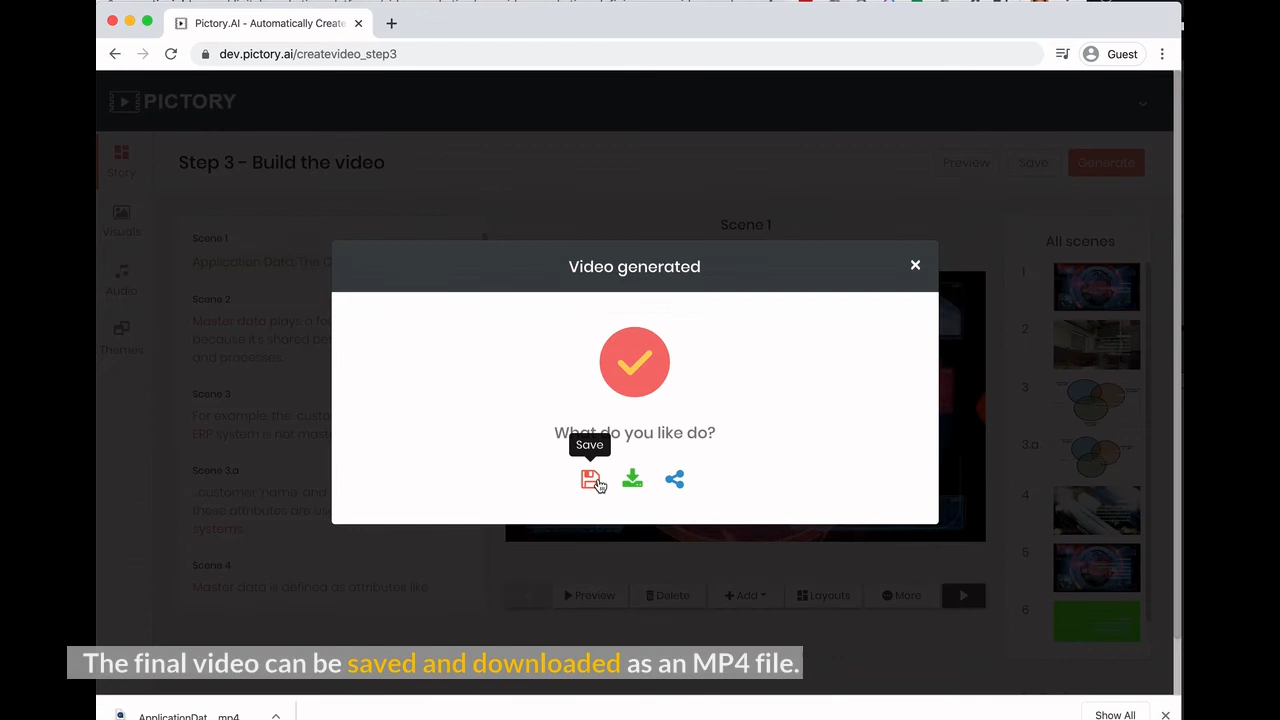 Pictory.AI - Automatically Create
dev.pictory.ai/createvideo_step3
Guest
PICTORY
Step 3 - Build the video
Preview
Save
Generate
Story
Visuals
Audio
Themes
Scene 1
Application Data, The
Scene 2
Master data plays a
because it's shared
and processes.
Scene 3
For example the
ERP system is not
Scene 3.a
...customer name and
these attributes are
systems.
Scene 4
Master data is defined as attributes like
Scene 1
All scenes
1
2
3
3.a
4
5
6
Video generated
What do you like do?
Save
Preview
Delete
Add
Layouts
More
The final video can be saved and downloaded as an MP4 file.
ApplicationDat....mp4
Show All